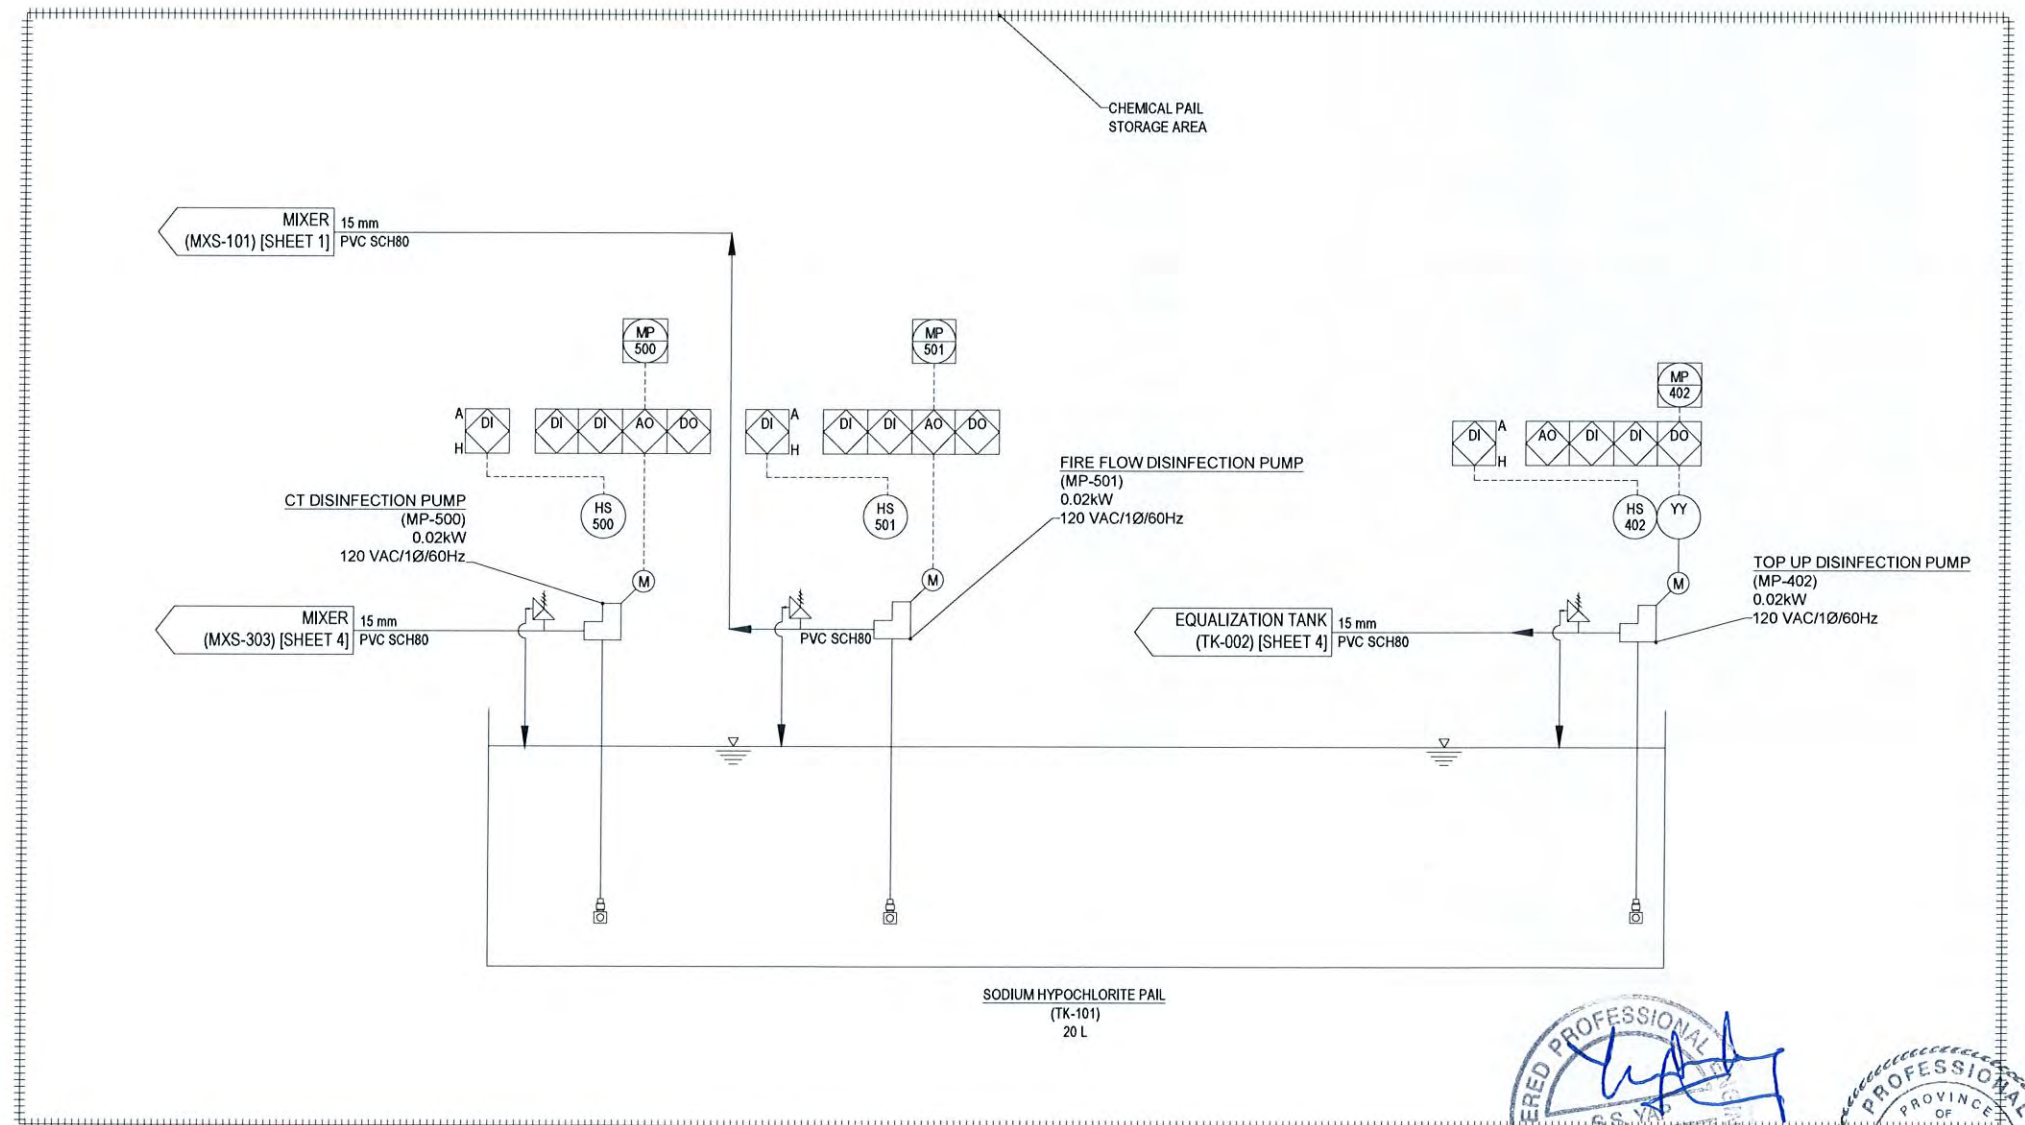 CHEMICAL PAIL
STORAGE AREA
MIXER
(MXS-101) [SHEET 1]
15 mm
PVC SCH80
MP
500
MP
501
MP
402
A
H
DI
DI
DI
AO
DO
DI
A
H
DI
DI
AO
DO
DI
A
H
AO
DI
DI
DO
HS
500
HS
501
HS
402
YY
CT DISINFECTION PUMP
(MP-500)
0.02kW
120 VAC/1Ø/60Hz
FIRE FLOW DISINFECTION PUMP
(MP-501)
0.02kW
120 VAC/1Ø/60Hz
TOP UP DISINFECTION PUMP
(MP-402)
0.02kW
120 VAC/1Ø/60Hz
M
M
M
MIXER
(MXS-303) [SHEET 4]
15 mm
PVC SCH80
PVC SCH80
EQUALIZATION TANK
(TK-002) [SHEET 4]
15 mm
PVC SCH80
SODIUM HYPOCHLORITE PAIL
(TK-101)
20 L
PROFESSIONAL
PROFESSIONAL
PROVINCE
OF